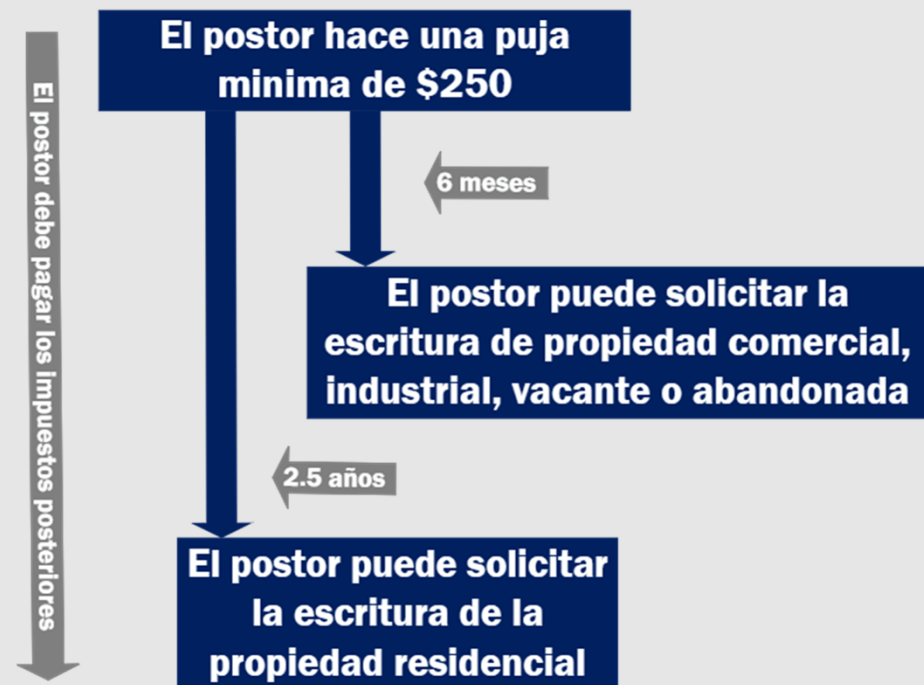 El postor hace una puja
minima de $250
El postor debe pagar los impuestos posteriores
6 meses
El postor puede solicitar la
escritura de propiedad comercial,
industrial, vacante o abandonada
2.5 años
El postor puede solicitar
la escritura de la
propiedad residencial